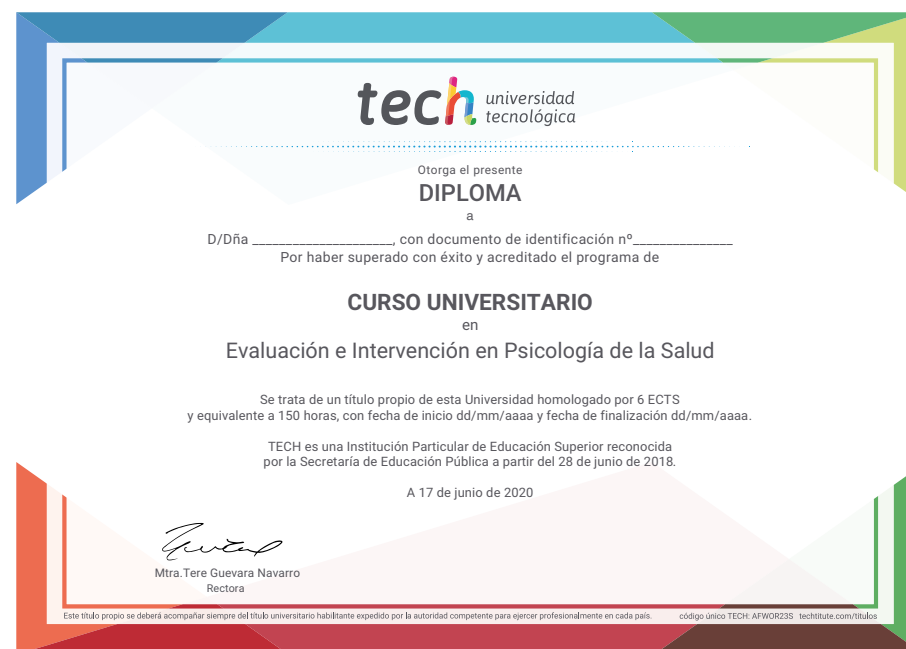 tech universidad
tecnológica
Otorga el presente
DIPLOMA
a
D/Dña ______________________, con documento de identificación nº_______________
Por haber superado con éxito y acreditado el programa de
CURSO UNIVERSITARIO
en
Evaluación e Intervención en Psicología de la Salud
Se trata de un título propio de esta Universidad homologado por 6 ECTS
y equivalente a 150 horas, con fecha de inicio dd/mm/aaaa y fecha de finalización dd/mm/aaaa.
TECH es una Institución Particular de Educación Superior reconocida
por la Secretaría de Educación Pública a partir del 28 de junio de 2018.
A 17 de junio de 2020
Mtra.Tere Guevara Navarro
Rectora
Este título propio se deberá acompañar siempre del título universitario habilitante expedido por la autoridad competente para ejercer profesionalmente en cada país. código único TECH: AFWOR23S techtitute.com/titulos